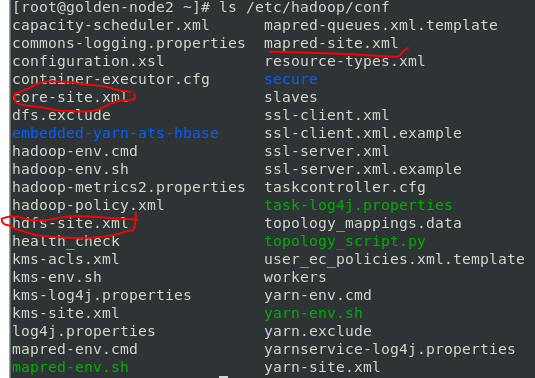 [root@golden-node2 ~]# ls /etc/hadoop/conf
capacity-scheduler.xml mapred-queues.xml.template
commons-logging.properties mapred-site.xml
configuration.xsl resource-types.xml
container-executor.cfg secure
core-site.xml slaves
dfs.exclude ssl-client.xml
embedded-yarn-ats-hbase ssl-client.xml.example
hadoop-env.cmd ssl-server.xml
hadoop-env.sh ssl-server.xml.example
hadoop-metrics2.properties taskcontroller.cfg
hadoop-policy.xml task-log4j.properties
hdfs-site.xml topology_mappings.data
health_check topology_script.py
kms-acls.xml user_ec_policies.xml.template
kms-env.sh workers
kms-log4j.properties yarn-env.cmd
kms-site.xml yarn-env.sh
log4j.properties yarn.exclude
mapred-env.cmd yarnservice-log4j.properties
mapred-env.sh yarn-site.xml